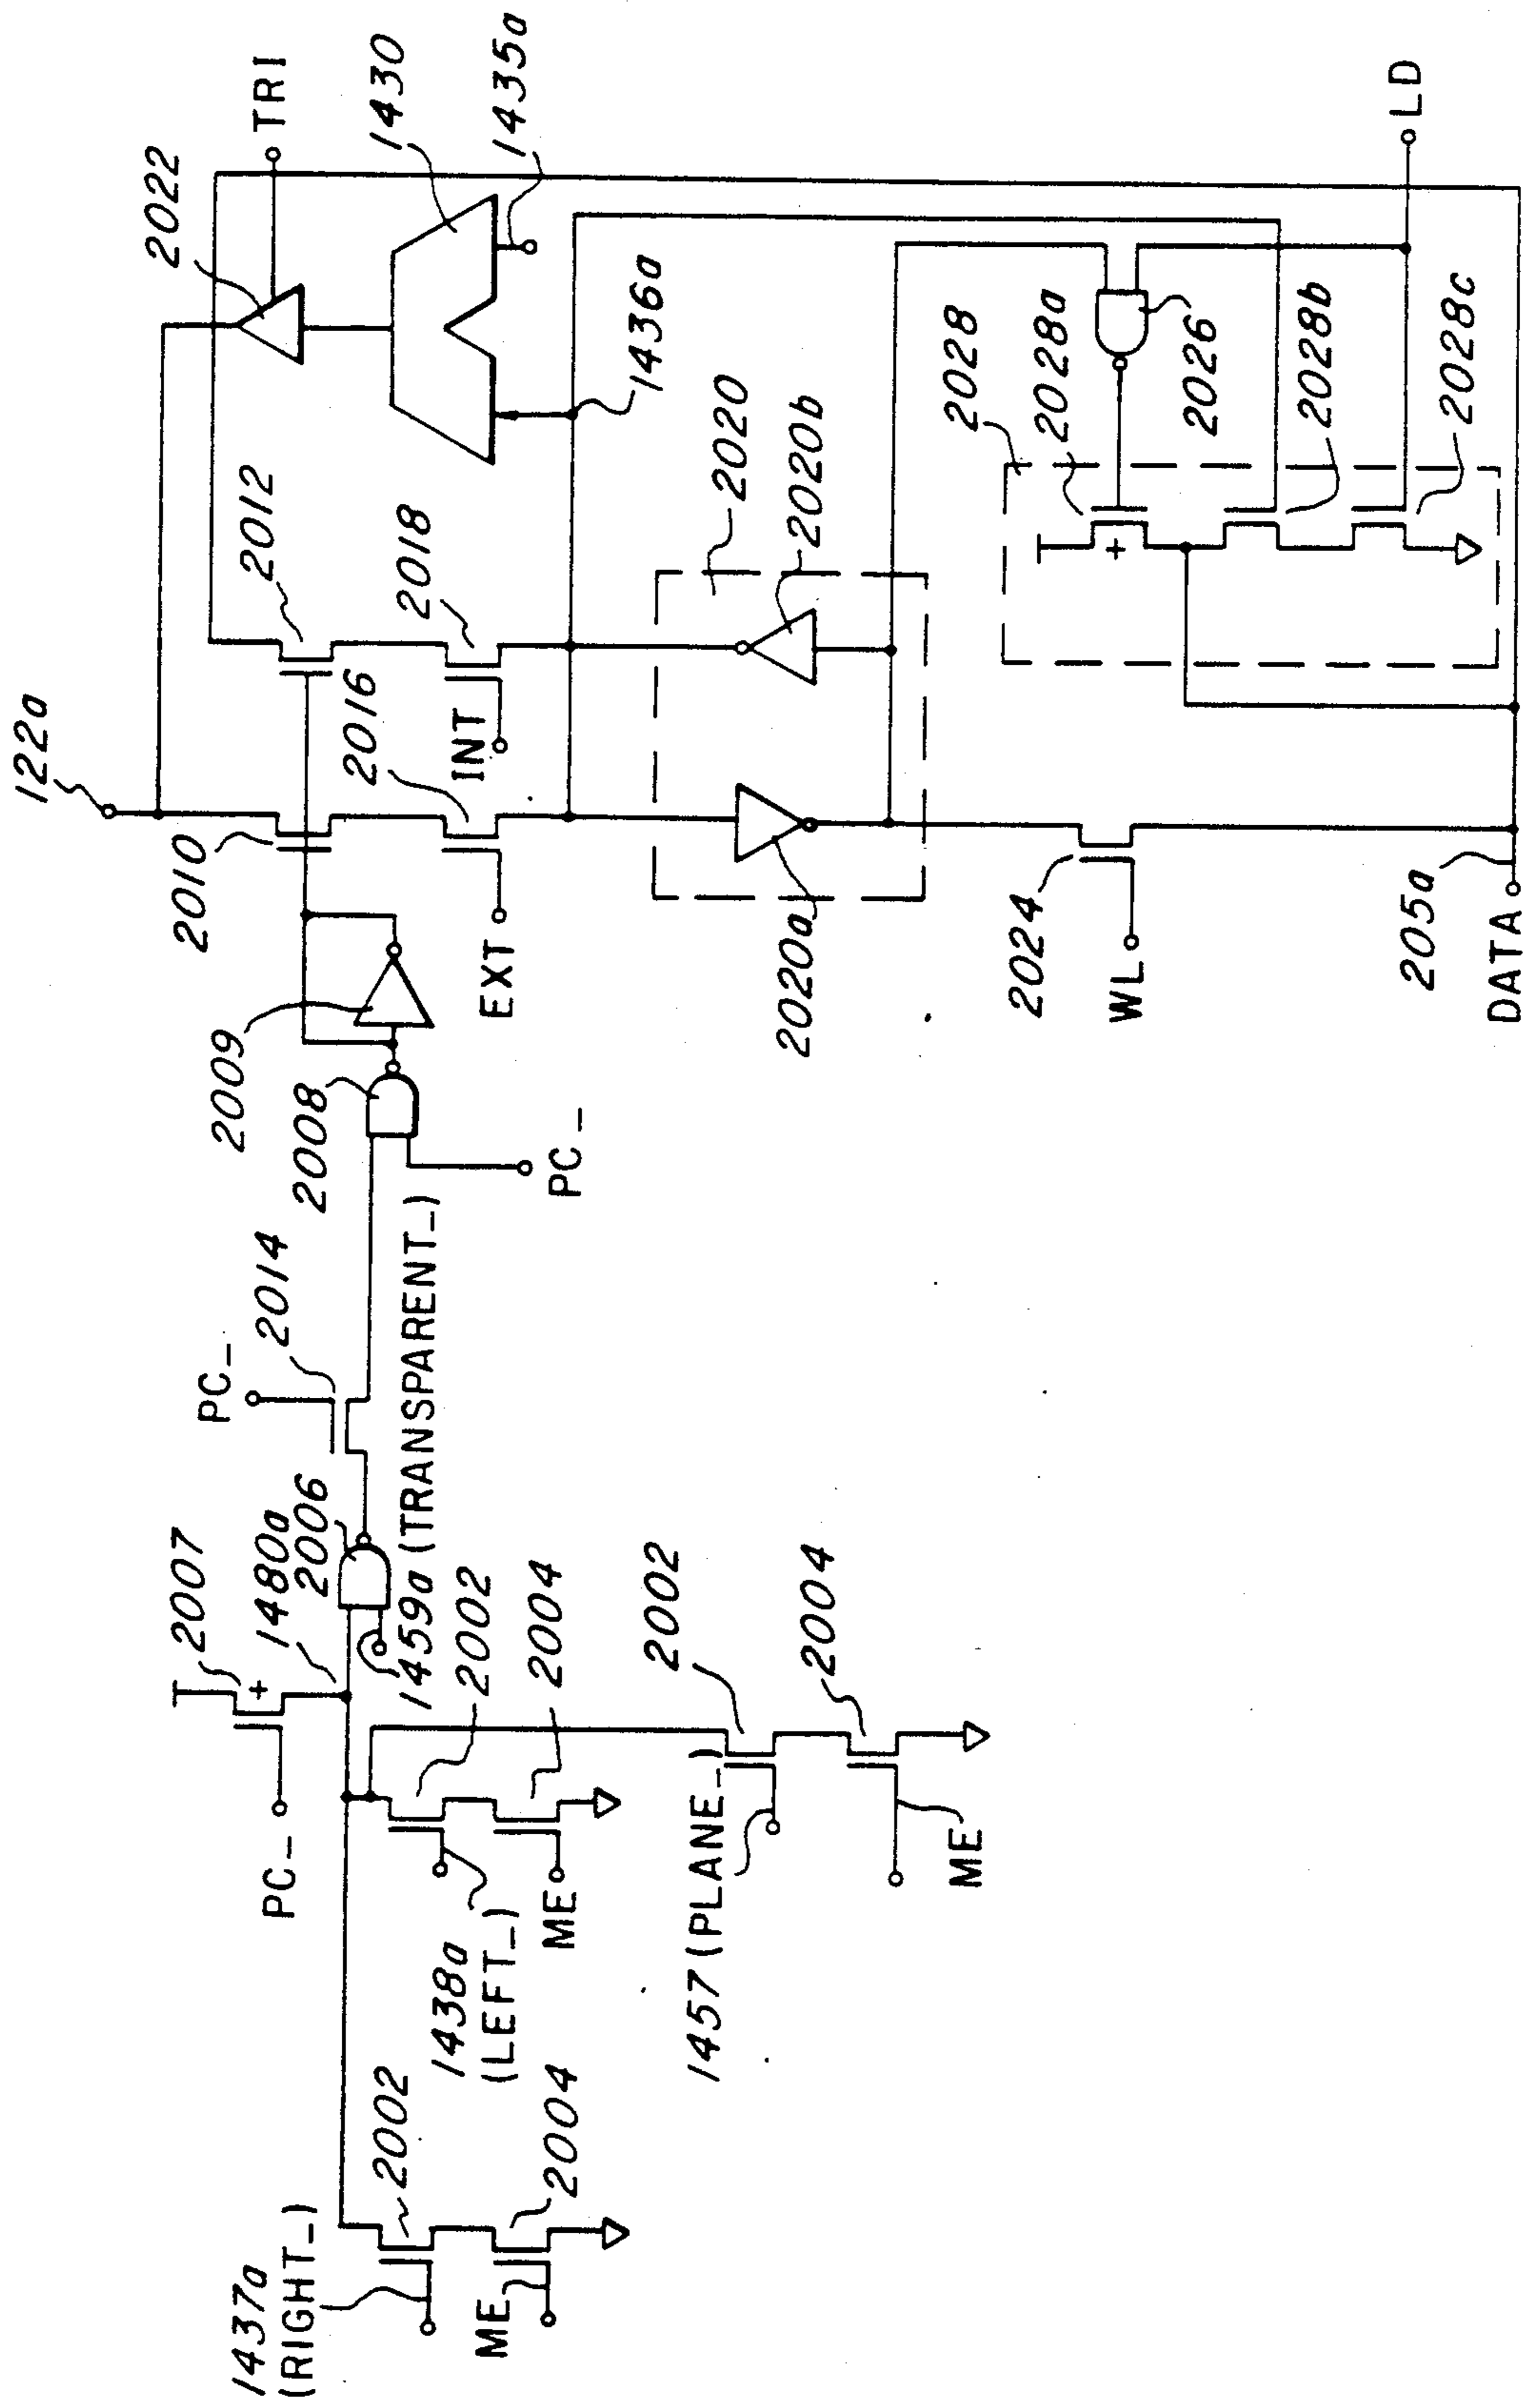 1437a
(RIGHT_)
2002
2004
ME
1438a
(LEFT_)
ME
PC_
2007
+
1480a
2006
1459a (TRANSPARENT_)
2002
2004
1457 (PLANE_)
2002
2004
ME
PC_
2014
2008
PC_
2009
2010
122a
2012
2016
2018
INT
EXT
2022
TRI
1430
1435a
1436a
2020
2020b
2020a
2024
WL
2028
2028a
+
2026
2028b
2028c
LD
205a
DATA